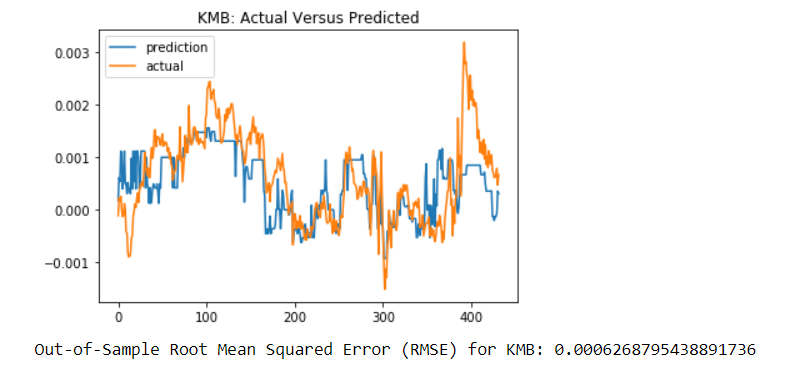 KMB: Actual Versus Predicted
prediction
actual
0.003
0.002
0.001
0.000
−0.001
0 100 200 300 400
Out-of-Sample Root Mean Squared Error (RMSE) for KMB: 0.0006268795438891736